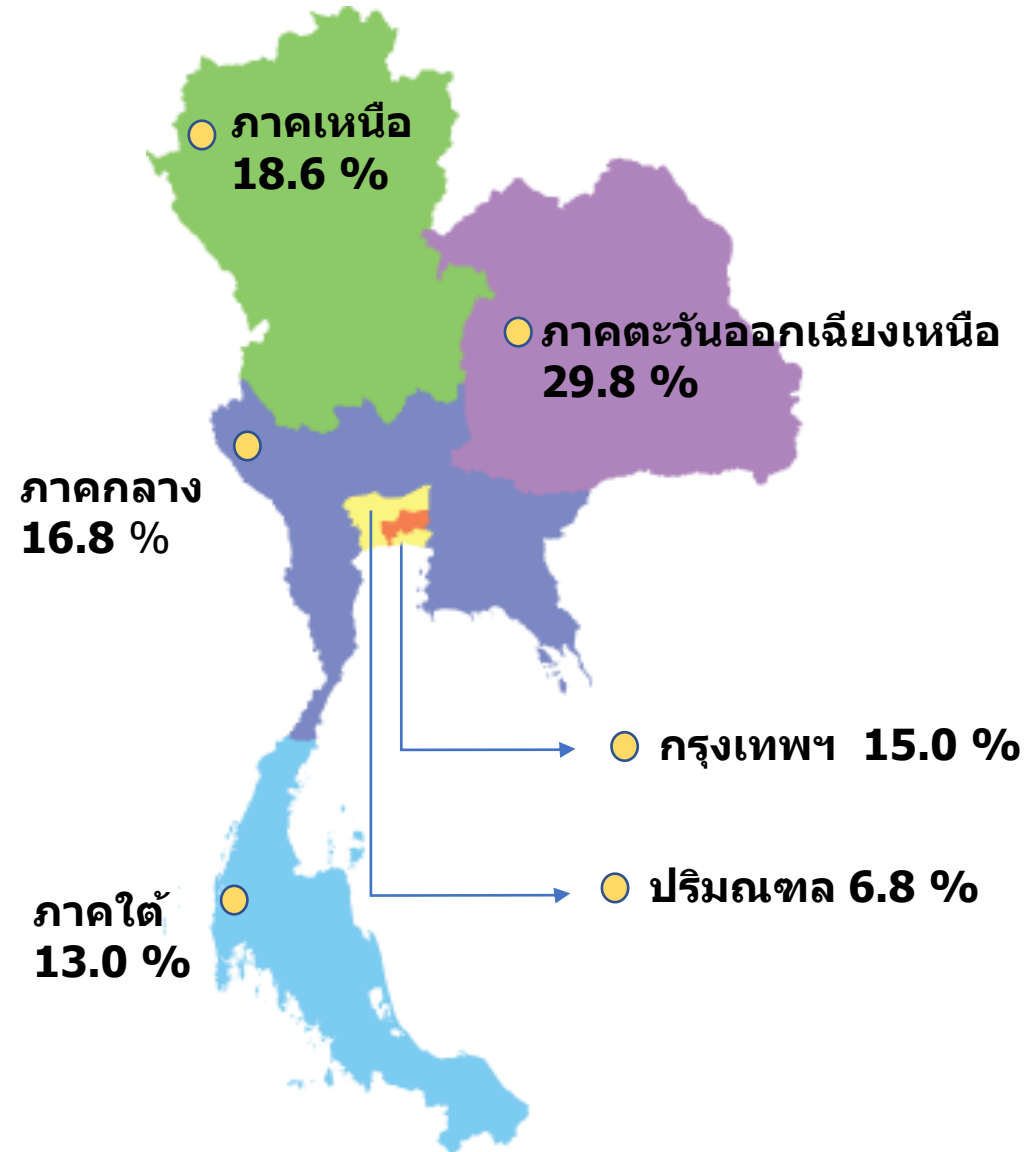 ภาคเหนือ
18.6 %
ภาคตะวันออกเฉียงเหนือ
29.8 %
ภาคกลาง
16.8 %
กรุงเทพฯ 15.0 %
ปริมณฑล 6.8 %
ภาคใต้
13.0 %